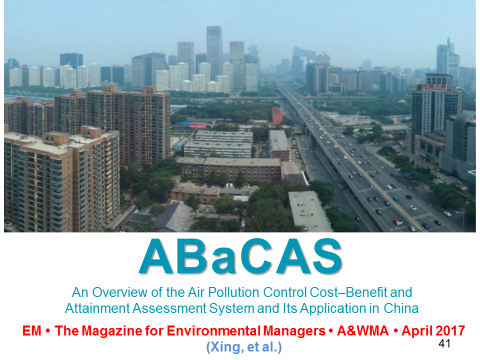 ABaCAS
An Overview of the Air Pollution Control Cost–Benefit and
Attainment Assessment System and Its Application in China
EM • The Magazine for Environmental Managers • A&WMA • April 2017
(Xing, et al.)
41